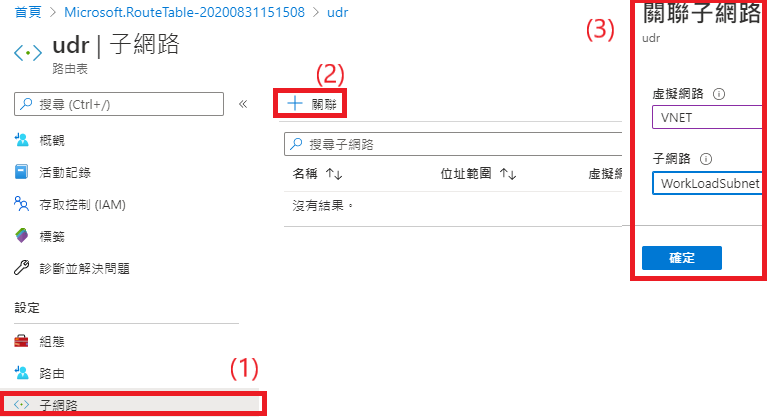 首頁 > Microsoft.RouteTable-20200831151508 > udr
udr | 子網路
路由表
搜尋 (Ctrl+/)
«
概觀
活動記錄
存取控制 (IAM)
標籤
診斷並解決問題
設定
組態
路由
(1)
子網路
(2)
+ 關聯
搜尋子網路
名稱 ↑↓ 位址範圍 ↑↓ 虛擬網
沒有結果。
(3)
關聯子網路
udr
虛擬網路
VNET
子網路
WorkLoadSubnet
確定